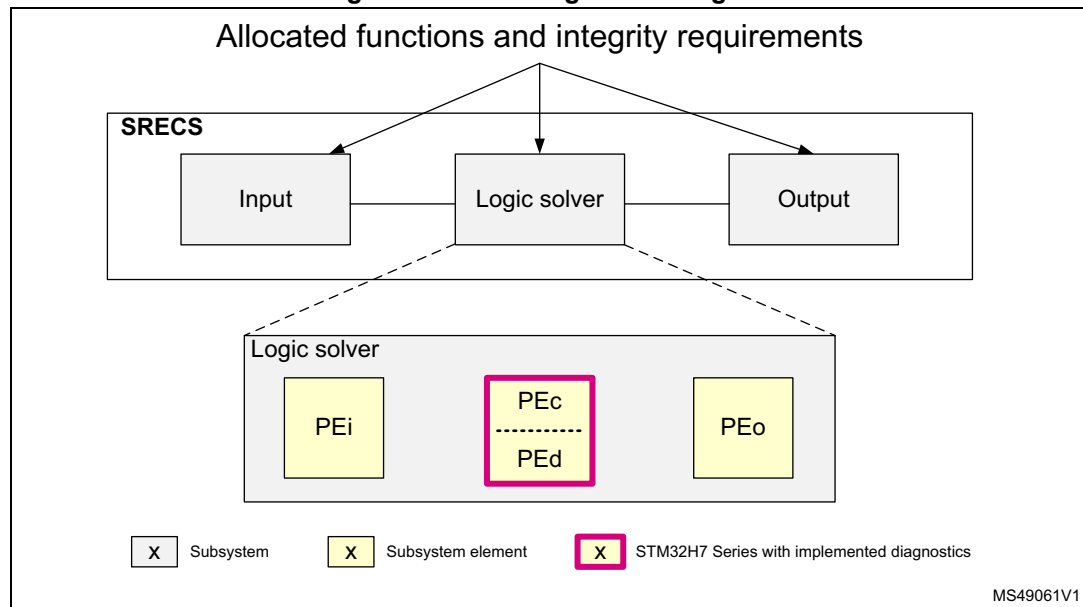 Allocated functions and integrity requirements
SRECS
Input
Logic solver
Output
Logic solver
PEi
PEc
PEd
PEo
X Subsystem
X Subsystem element
X STM32H7 Series with implemented diagnostics
MS49061V1